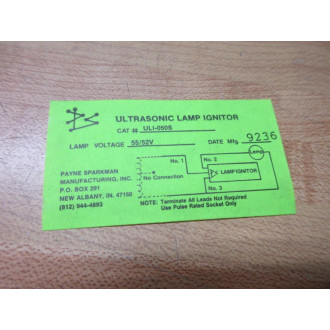 ULTRASONIC LAMP IGNITOR
CAT # ULI-050S
LAMP VOLTAGE 55/52V DATE Mfg 9236
No. 1
No. 2
Lamp
PAYNE SPARKMAN
MANUFACTURING, INC.
P.O. BOX 291
NEW ALBANY, IN. 47150
(812) 944-4893
No Connection
LAMPIGNITOR
No. 3
NOTE: Terminate All Leads Not Required
Use Pulse Rated Socket Only